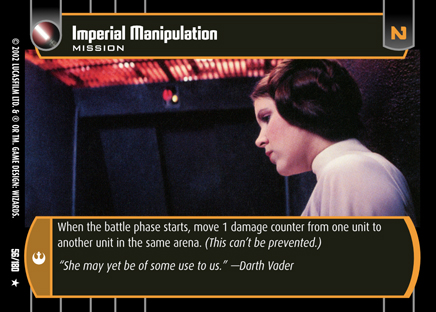 Imperial Manipulation
MISSION
N
© 2002 LUCASFILM LTD. & ® OR TM. GAME DESIGN: WIZARDS.
56/180 ★
When the battle phase starts, move 1 damage counter from one unit to
another unit in the same arena. (This can't be prevented.)
“She may yet be of some use to us.” —Darth Vader